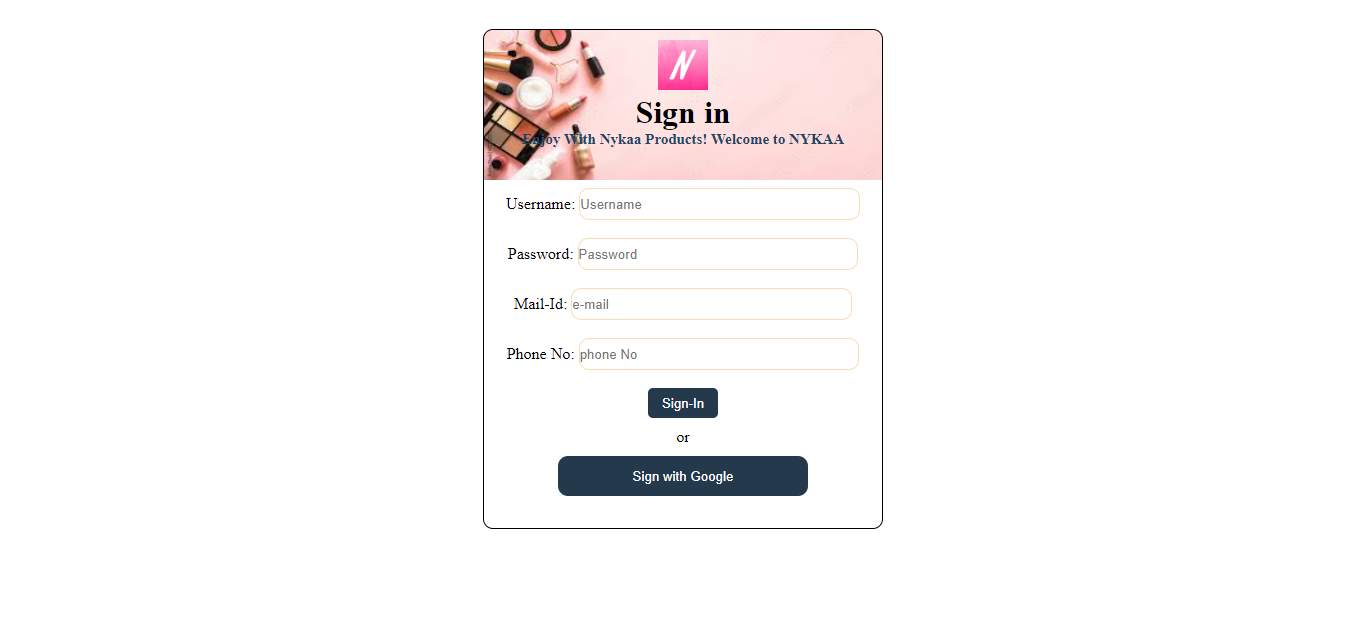 N
Sign in
Enjoy With Nykaa Products! Welcome to NYKAA
Username: Username
Password: Password
Mail-Id: e-mail
Phone No: phone No
Sign-In
or
Sign with Google